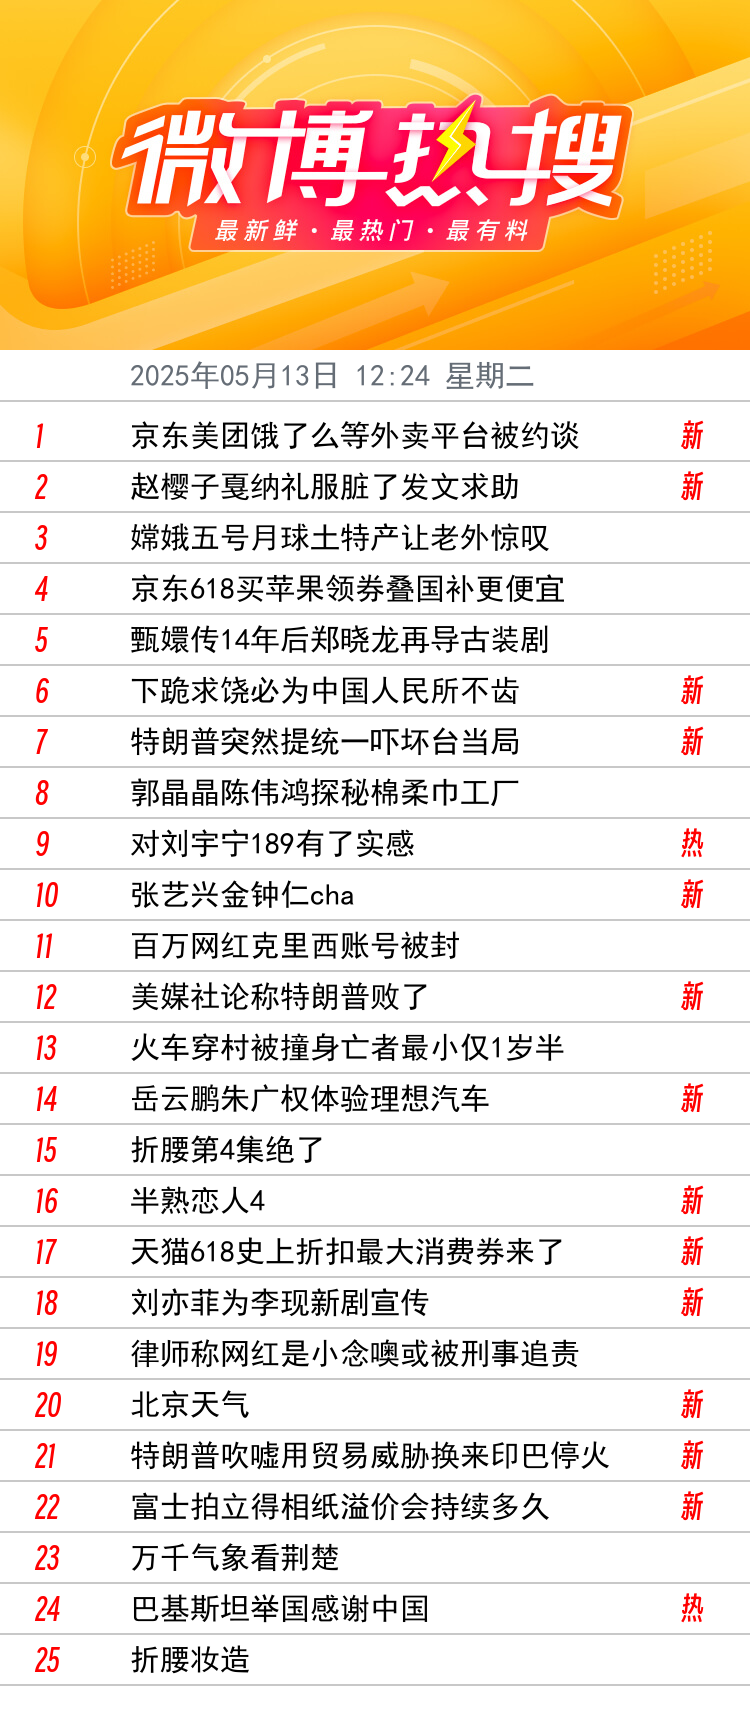 微博热搜
最新鲜·最热门·最有料
2025年05月13日 12:24 星期二
1 京东美团饿了么等外卖平台被约谈 新
2 赵樱子戛纳礼服脏了发文求助 新
3 嫦娥五号月球土特产让老外惊叹
4 京东618买苹果领券叠国补更便宜
5 甄嬛传14年后郑晓龙再导古装剧
6 下跪求饶必为中国人民所不齿 新
7 特朗普突然提统一吓坏台当局 新
8 郭晶晶陈伟鸿探秘棉柔巾工厂
9 对刘宇宁189有了实感 热
10 张艺兴金钟仁cha 新
11 百万网红克里西账号被封
12 美媒社论称特朗普败了 新
13 火车穿村被撞身亡者最小仅1岁半
14 岳云鹏朱广权体验理想汽车 新
15 折腰第4集绝了
16 半熟恋人4 新
17 天猫618史上折扣最大消费券来了 新
18 刘亦菲为李现新剧宣传 新
19 律师称网红是小念噢或被刑事追责
20 北京天气 新
21 特朗普吹嘘用贸易威胁换来印巴停火 新
22 富士拍立得相纸溢价会持续多久 新
23 万千气象看荆楚
24 巴基斯坦举国感谢中国 热
25 折腰妆造